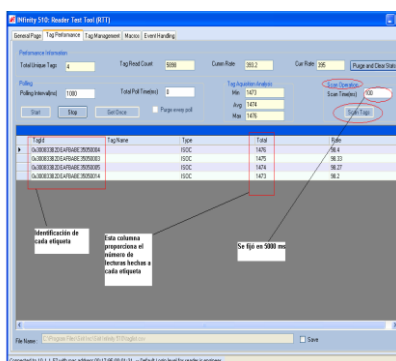 INfinity 510: Reader Test Tool (RTT)
General Page Tag Performance Tag Management Macros Event Handling
Performance Information
Total Unique Tags 4 Tag Read Count 5898 Cumm Rate 393.2 Curr Rate 395 Purge and Clear Stats
Polling Tag Aquisition Analysis Scan Operation
Polling Interval(ms) 1000 Total Poll Time(ms) 0 Min 1473 Scan Time(ms) 100
Avg 1474
Start Stop Get Once Purge every poll Max 1476 Scan Tags
TagId Tag Name Type Total Rate
ISOC 1476 98.4
ISOC 1475 98.33
ISOC 1474 98.27
ISOC 1473 98.2
Identificación de
cada etiqueta
Esta columna
proporciona el
número de
lecturas hechas a
cada etiqueta
Se fijó en 5000 ms
File Name: Save